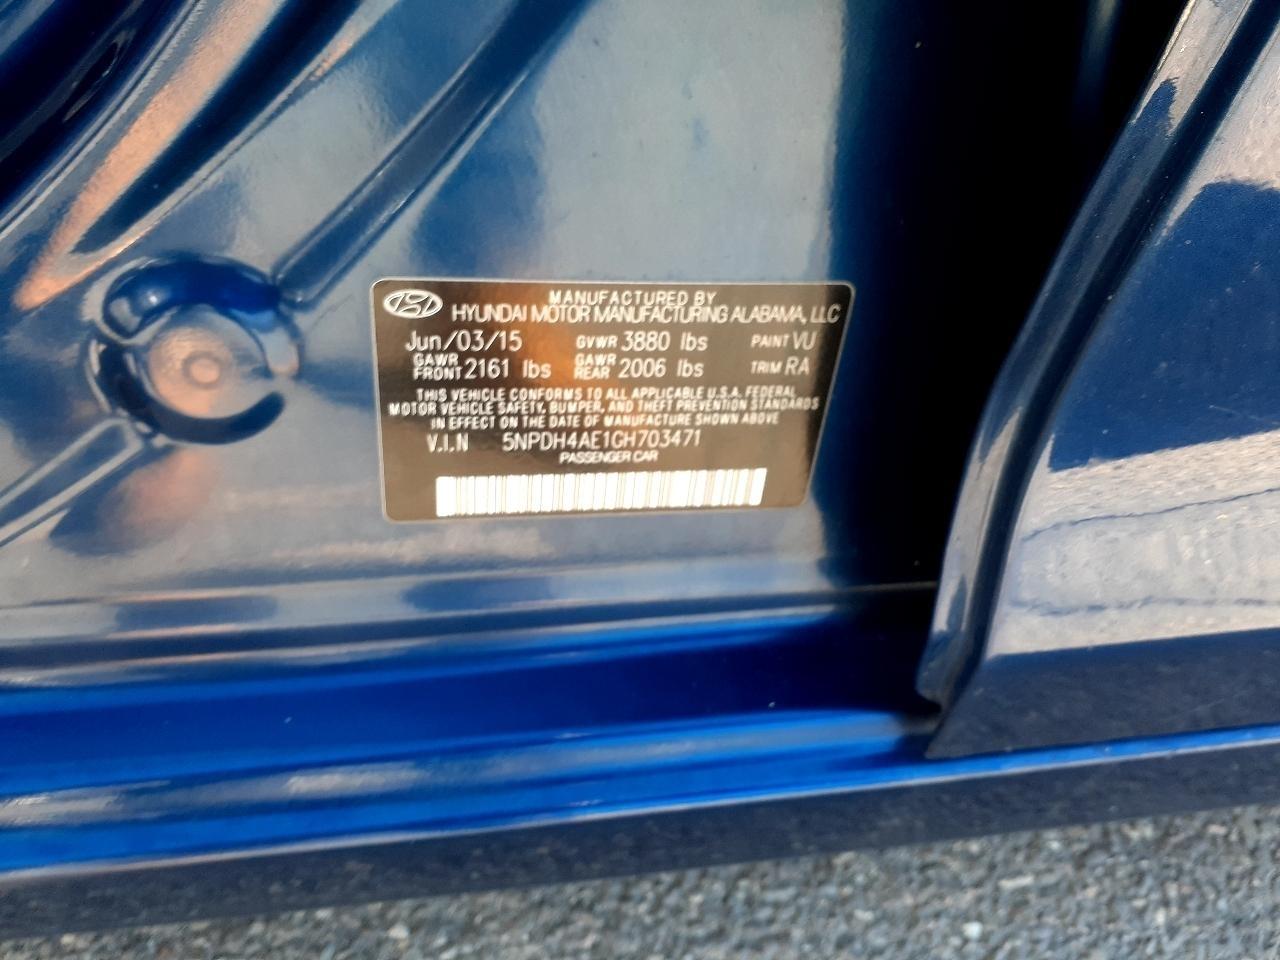 MANUFACTURED BY
HYUNDAI MOTOR MANUFACTURING ALABAMA, LLC
Jun/03/15 GVWR 3880 lbs PAINT VU
GAWR FRONT 2161 lbs GAWR REAR 2006 lbs TRIM RA
THIS VEHICLE CONFORMS TO ALL APPLICABLE U.S.A. FEDERAL
MOTOR VEHICLE SAFETY, BUMPER, AND THEFT PREVENTION STANDARDS
IN EFFECT ON THE DATE OF MANUFACTURE SHOWN ABOVE
V.I.N 5NPDH4AE1GH703471
PASSENGER CAR